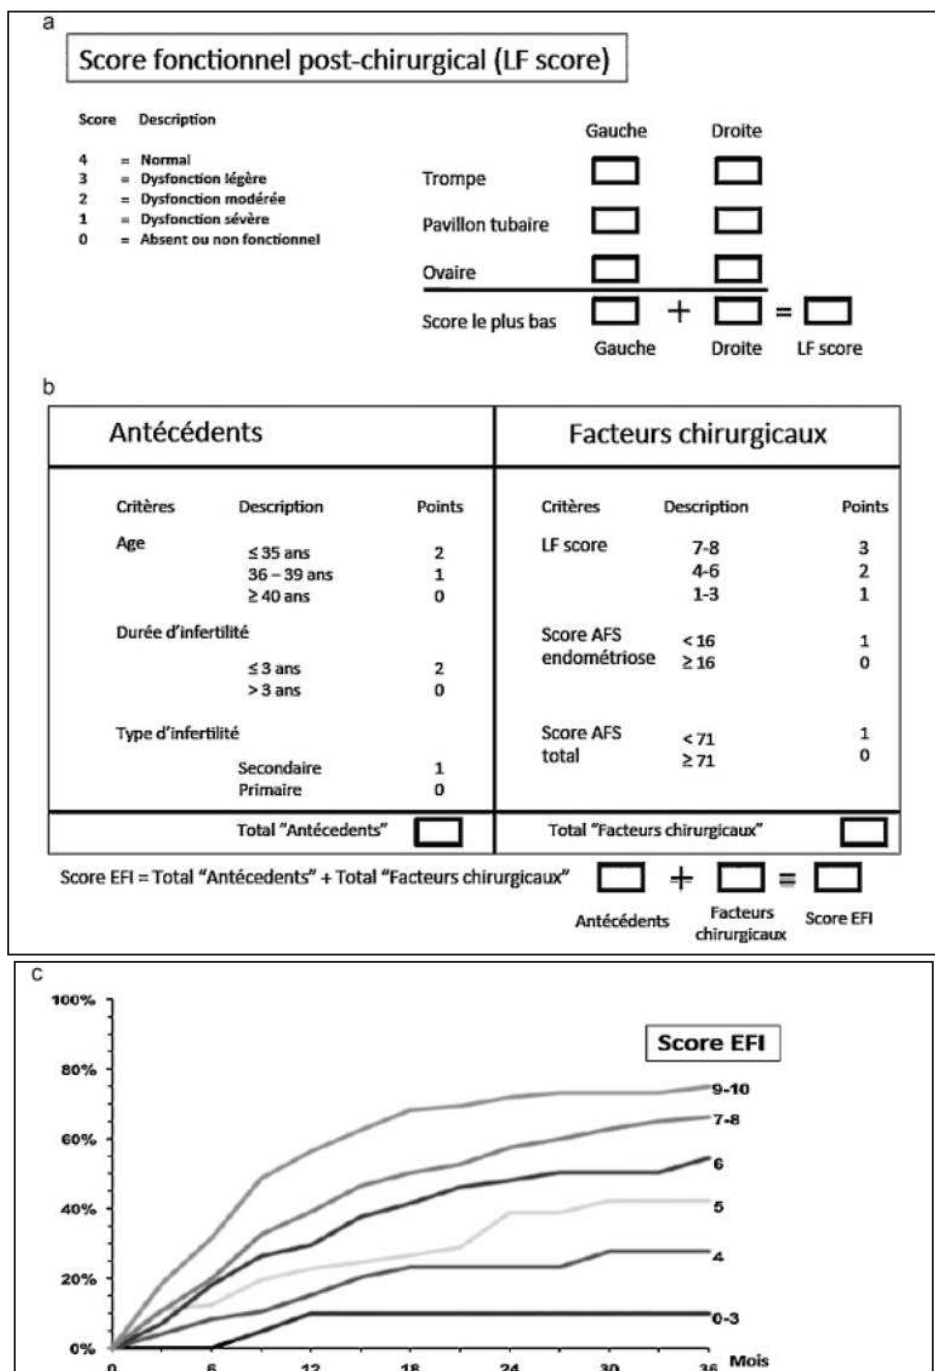 a
Score fonctionnel post-chirurgical (LF score)
Score Description
4 = Normal
3 = Dysfonction légère
2 = Dysfonction modérée
1 = Dysfonction sévère
0 = Absent ou non fonctionnel
Gauche Droite
Trompe
Pavillon tubaire
Ovaire
Score le plus bas + =
Gauche Droite LF score
b
Antécédents Facteurs chirurgicaux
Critères Description Points Critères Description Points
Age LF score 7-8 3
≤ 35 ans 2 4-6 2
36 – 39 ans 1 1-3 1
≥ 40 ans 0
Durée d'infertilité Score AFS endométriose < 16 1
≤ 3 ans 2 ≥ 16 0
> 3 ans 0
Type d'infertilité Score AFS total < 71 1
Secondaire 1 ≥ 71 0
Primaire 0
Total "Antécedents" Total "Facteurs chirurgicaux"
Score EFI = Total "Antécedents" + Total "Facteurs chirurgicaux" + =
Antécédents Facteurs chirurgicaux Score EFI
c
100%
Score EFI
80%
9-10
7-8
60%
6
5
40%
4
20%
0-3
0%
0 6 12 18 24 30 36 Mois